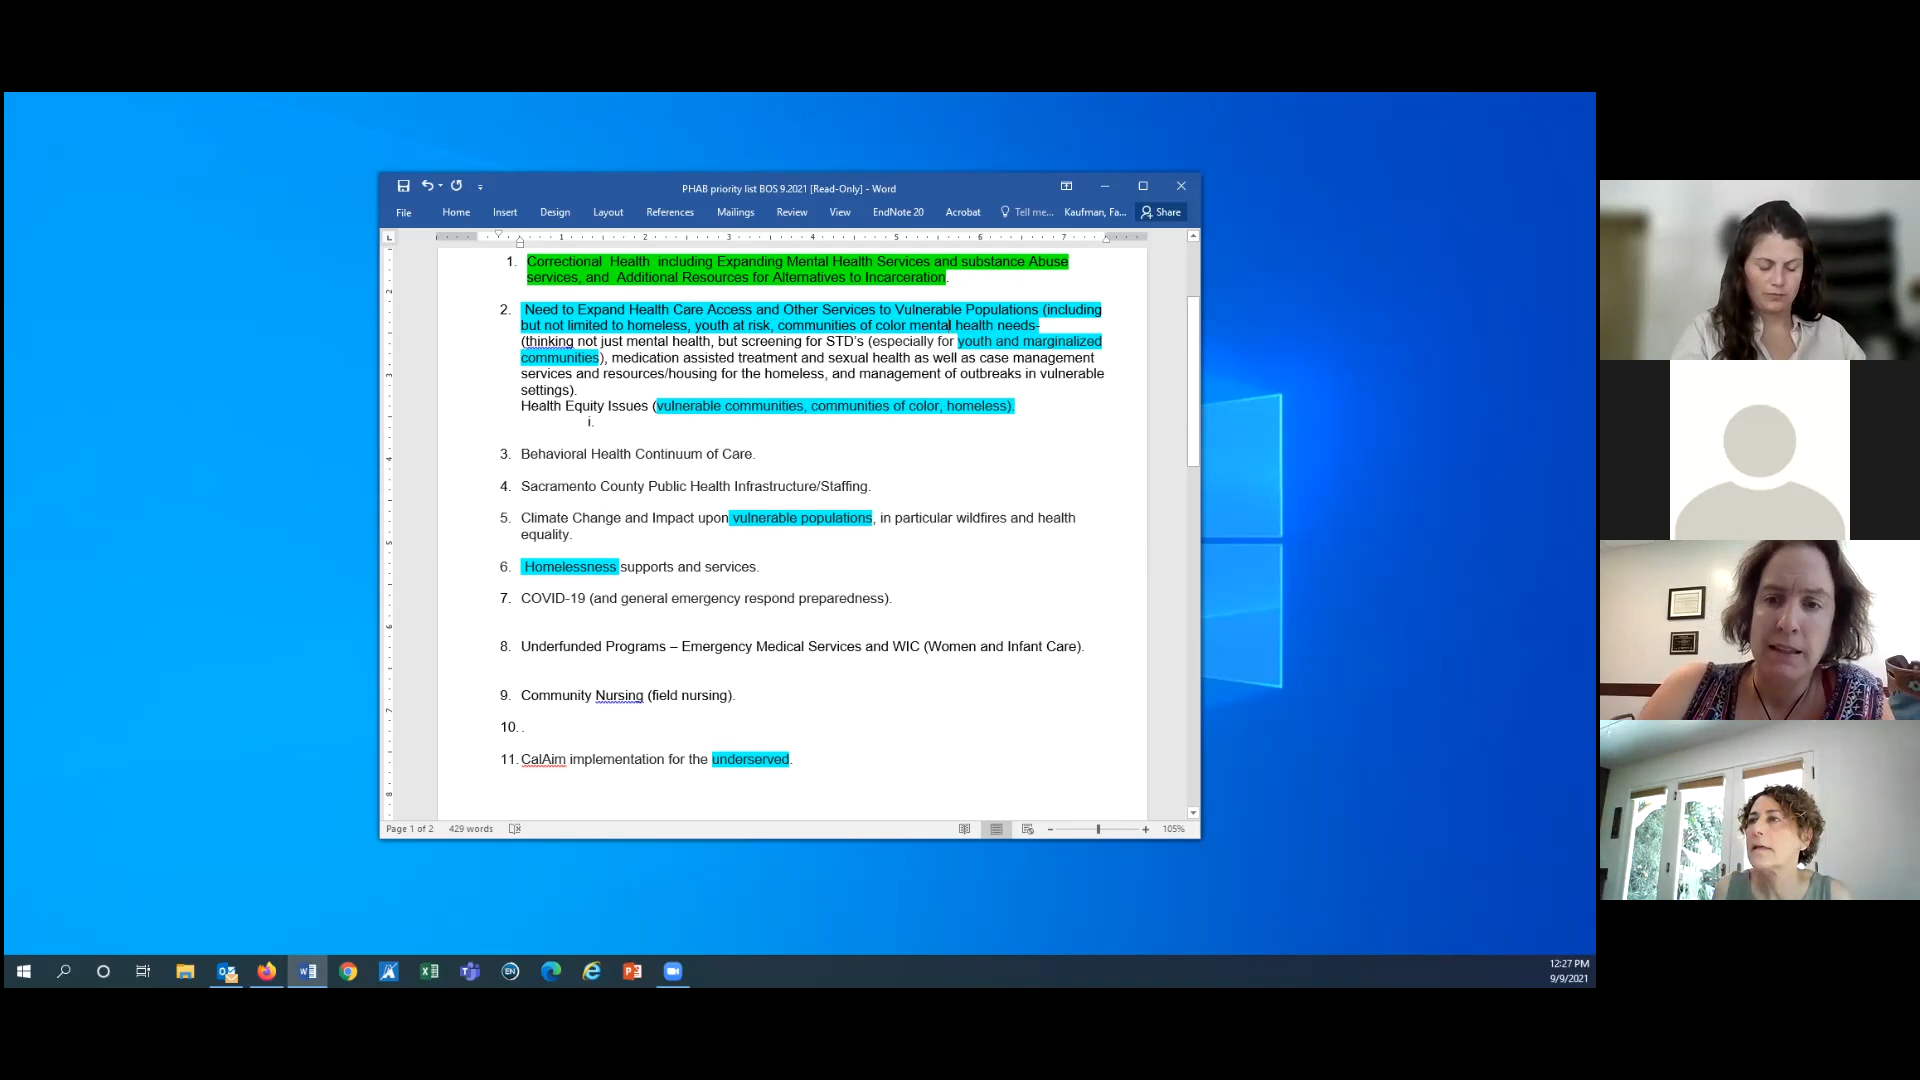 PHAB priority list BOS 9.2021 [Read-Only] - Word
File Home Insert Design Layout References Mailings Review View EndNote 20 Acrobat Tell me... Kaufman, Fa... Share
1 2 3 4 5 6 7
1. Correctional Health including Expanding Mental Health Services and substance Abuse
services, and Additional Resources for Alternatives to Incarceration.
2. Need to Expand Health Care Access and Other Services to Vulnerable Populations (including
but not limited to homeless, youth at risk, communities of color mental health needs-
(thinking not just mental health, but screening for STD's (especially for youth and marginalized
communities), medication assisted treatment and sexual health as well as case management
services and resources/housing for the homeless, and management of outbreaks in vulnerable
settings).
Health Equity Issues (vulnerable communities, communities of color, homeless).
i.
3. Behavioral Health Continuum of Care.
4. Sacramento County Public Health Infrastructure/Staffing.
5. Climate Change and Impact upon vulnerable populations, in particular wildfires and health
equality.
6. Homelessness supports and services.
7. COVID-19 (and general emergency respond preparedness).
8. Underfunded Programs – Emergency Medical Services and WIC (Women and Infant Care).
9. Community Nursing (field nursing).
10. .
11. CalAim implementation for the underserved.
Page 1 of 2 429 words 105%
12:27 PM
9/9/2021